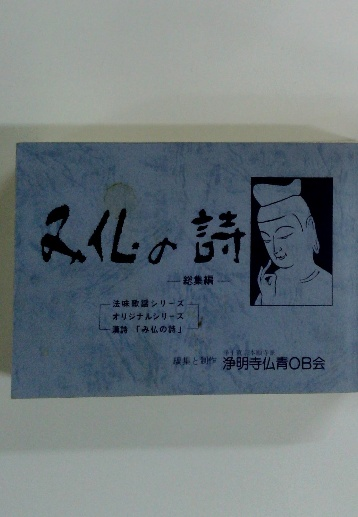 み仏の詩
総集編
法味歌謡シリーズ
オリジナルシリーズ
讃詩 「み仏の詩」
編集と制作 浄明寺仏青OB会